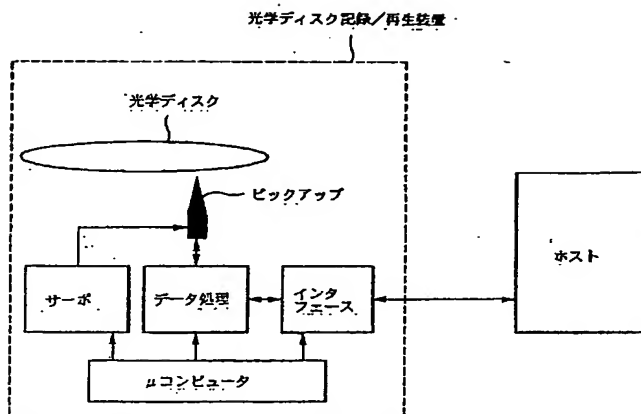 光学ディスク記録/再生装置
光学ディスク
ピックアップ
ホスト
サーボ
データ処理
インタ
フェース
μコンピュータ